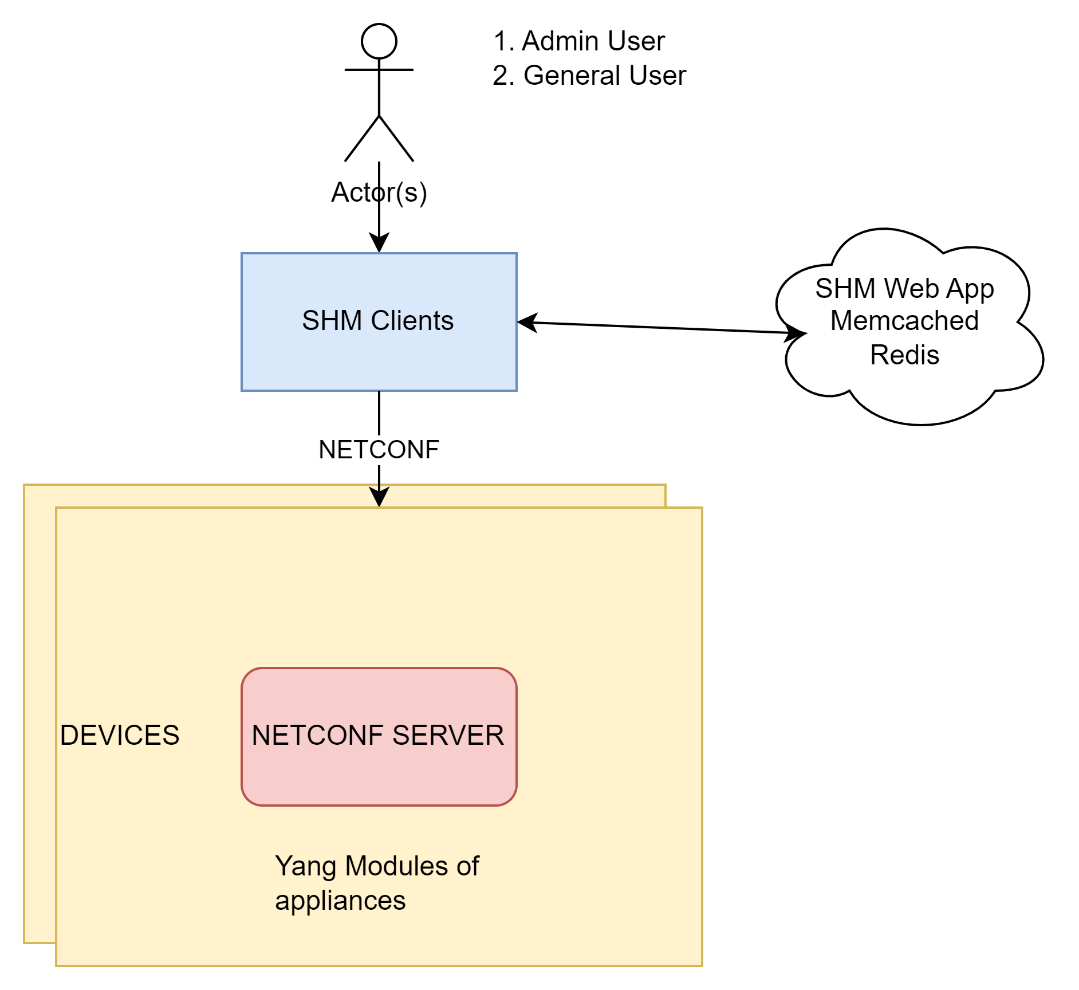 1. Admin User
2. General User
Actor(s)
SHM Clients
SHM Web App
Memcached
Redis
NETCONF
DEVICES
NETCONF SERVER
Yang Modules of
appliances